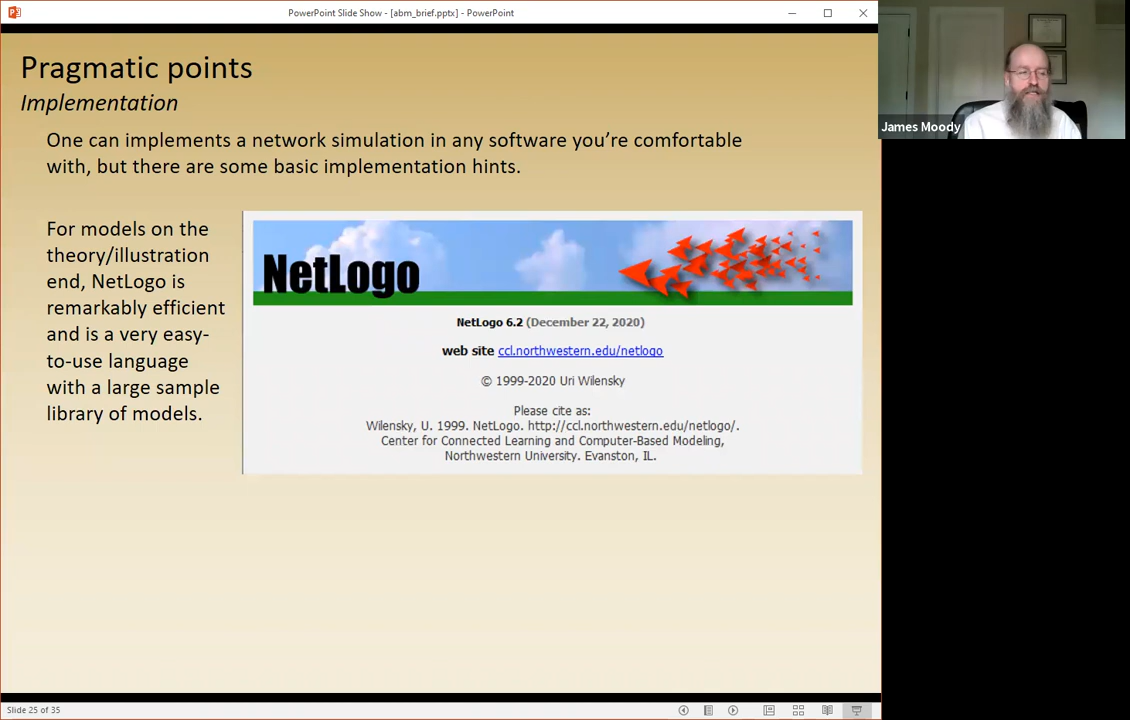 PowerPoint Slide Show - [abm_brief.pptx] - PowerPoint
Pragmatic points
Implementation
One can implements a network simulation in any software you're comfortable
with, but there are some basic implementation hints.
For models on the
theory/illustration
end, NetLogo is
remarkably efficient
and is a very easy-
to-use language
with a large sample
library of models.
NetLogo
NetLogo 6.2 (December 22, 2020)
web site ccl.northwestern.edu/netlogo
© 1999-2020 Uri Wilensky
Please cite as:
Wilensky, U. 1999. NetLogo. http://ccl.northwestern.edu/netlogo/.
Center for Connected Learning and Computer-Based Modeling,
Northwestern University. Evanston, IL.
James Moody
Slide 25 of 35